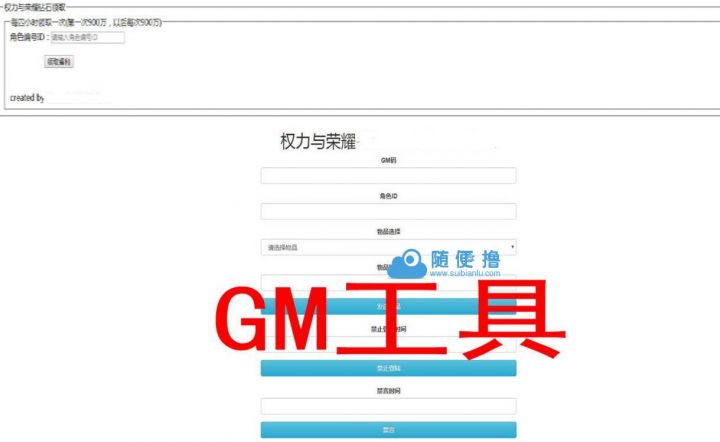 权力与荣耀钻石领取
每四小时领取一次(第一次900万，以后每次900万)
角色编号ID：请输入角色编号ID
领取福利
created by
权力与荣耀
GM码
角色ID
物品选择
请选择物品
随便撸
www.suibianlu.com
物品
GM工具
禁止登 时间
禁止登陆
禁言时间
禁言